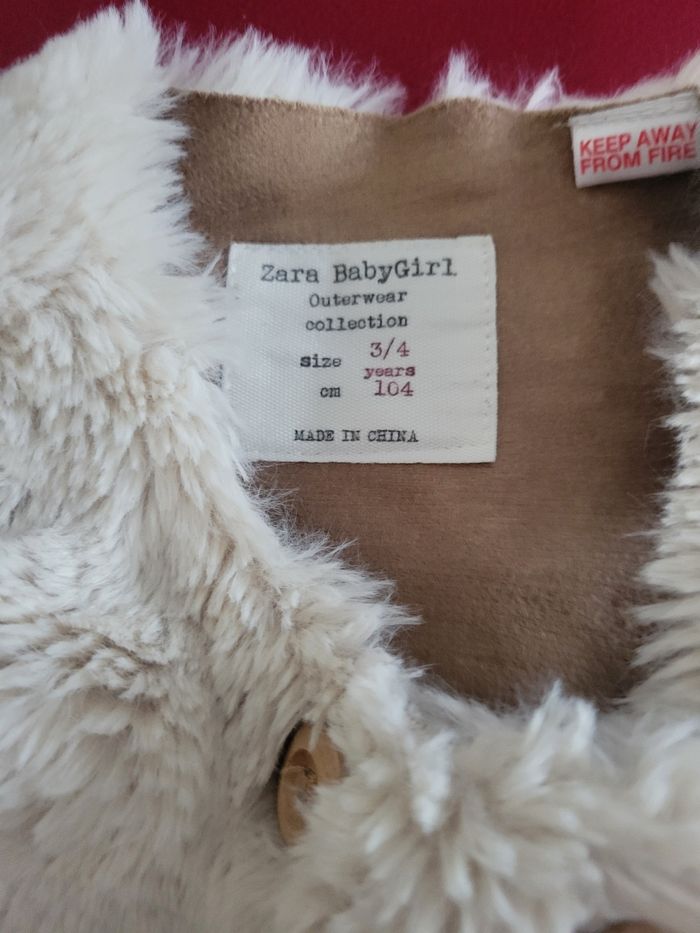 KEEP AWAY
FROM FIRE
Zara BabyGirl
Outerwear
collection
size 3/4
years
cm 104
MADE IN CHINA